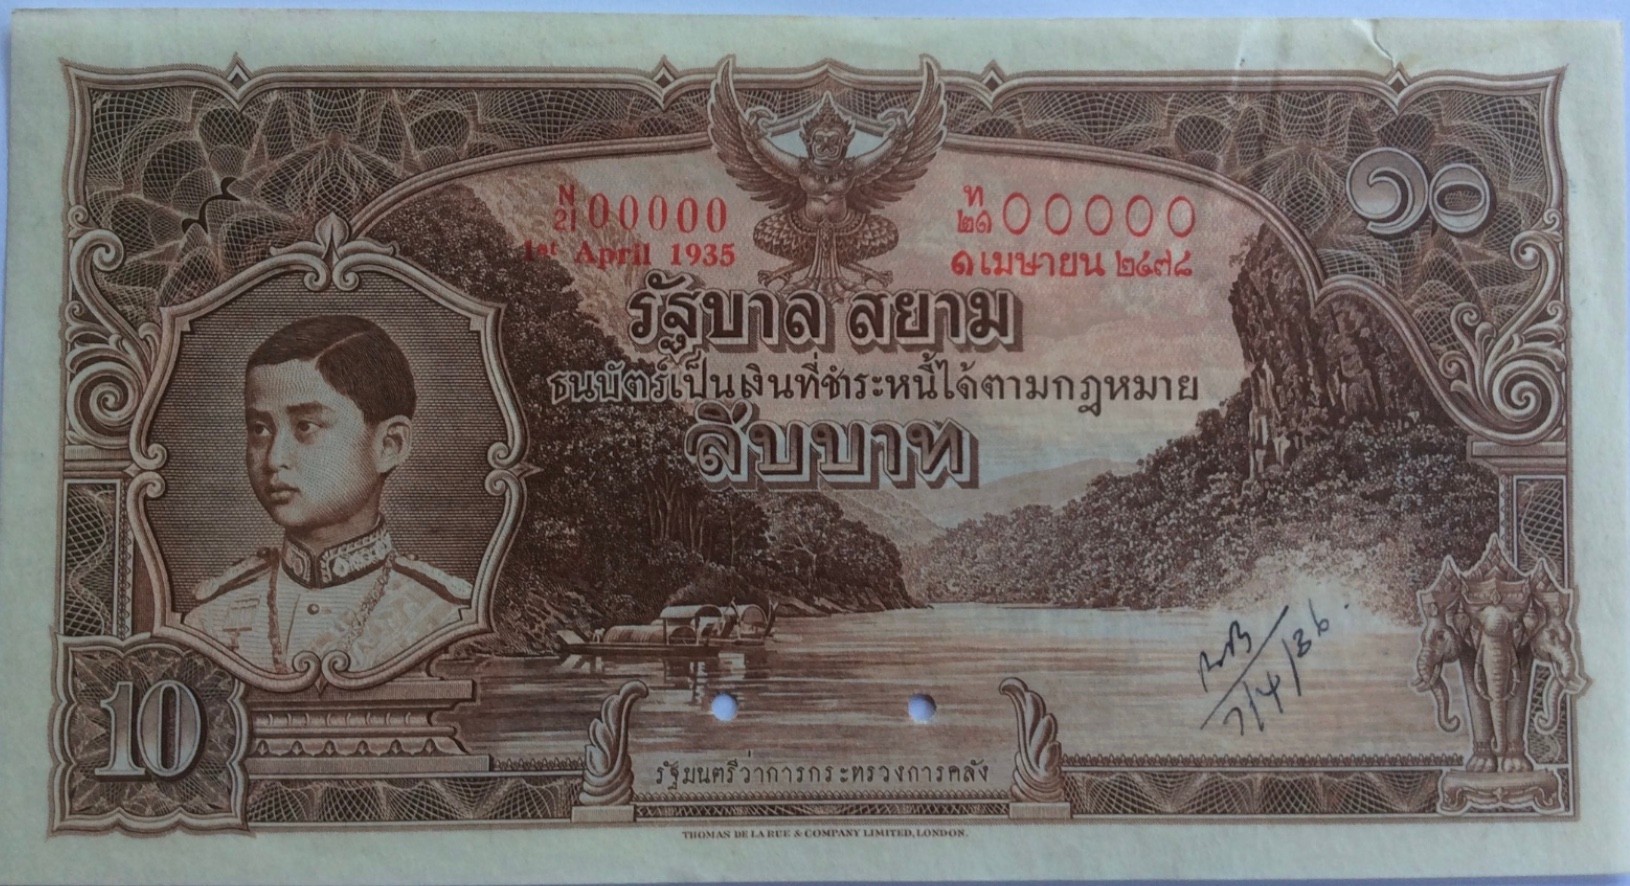 N
21 00000
1st April 1935
ท
๒๑ 00000
๑ เมษายน ๒๔๗๘
๑๐
รัฐบาล สยาม
ธนบัตร์เป็นเงินที่ชำระหนี้ได้ตามกฎหมาย
สิบบาท
7/4/36.
10
รัฐมนตรีว่าการกระทรวงการคลัง
THOMAS DE LA RUE & COMPANY LIMITED, LONDON.